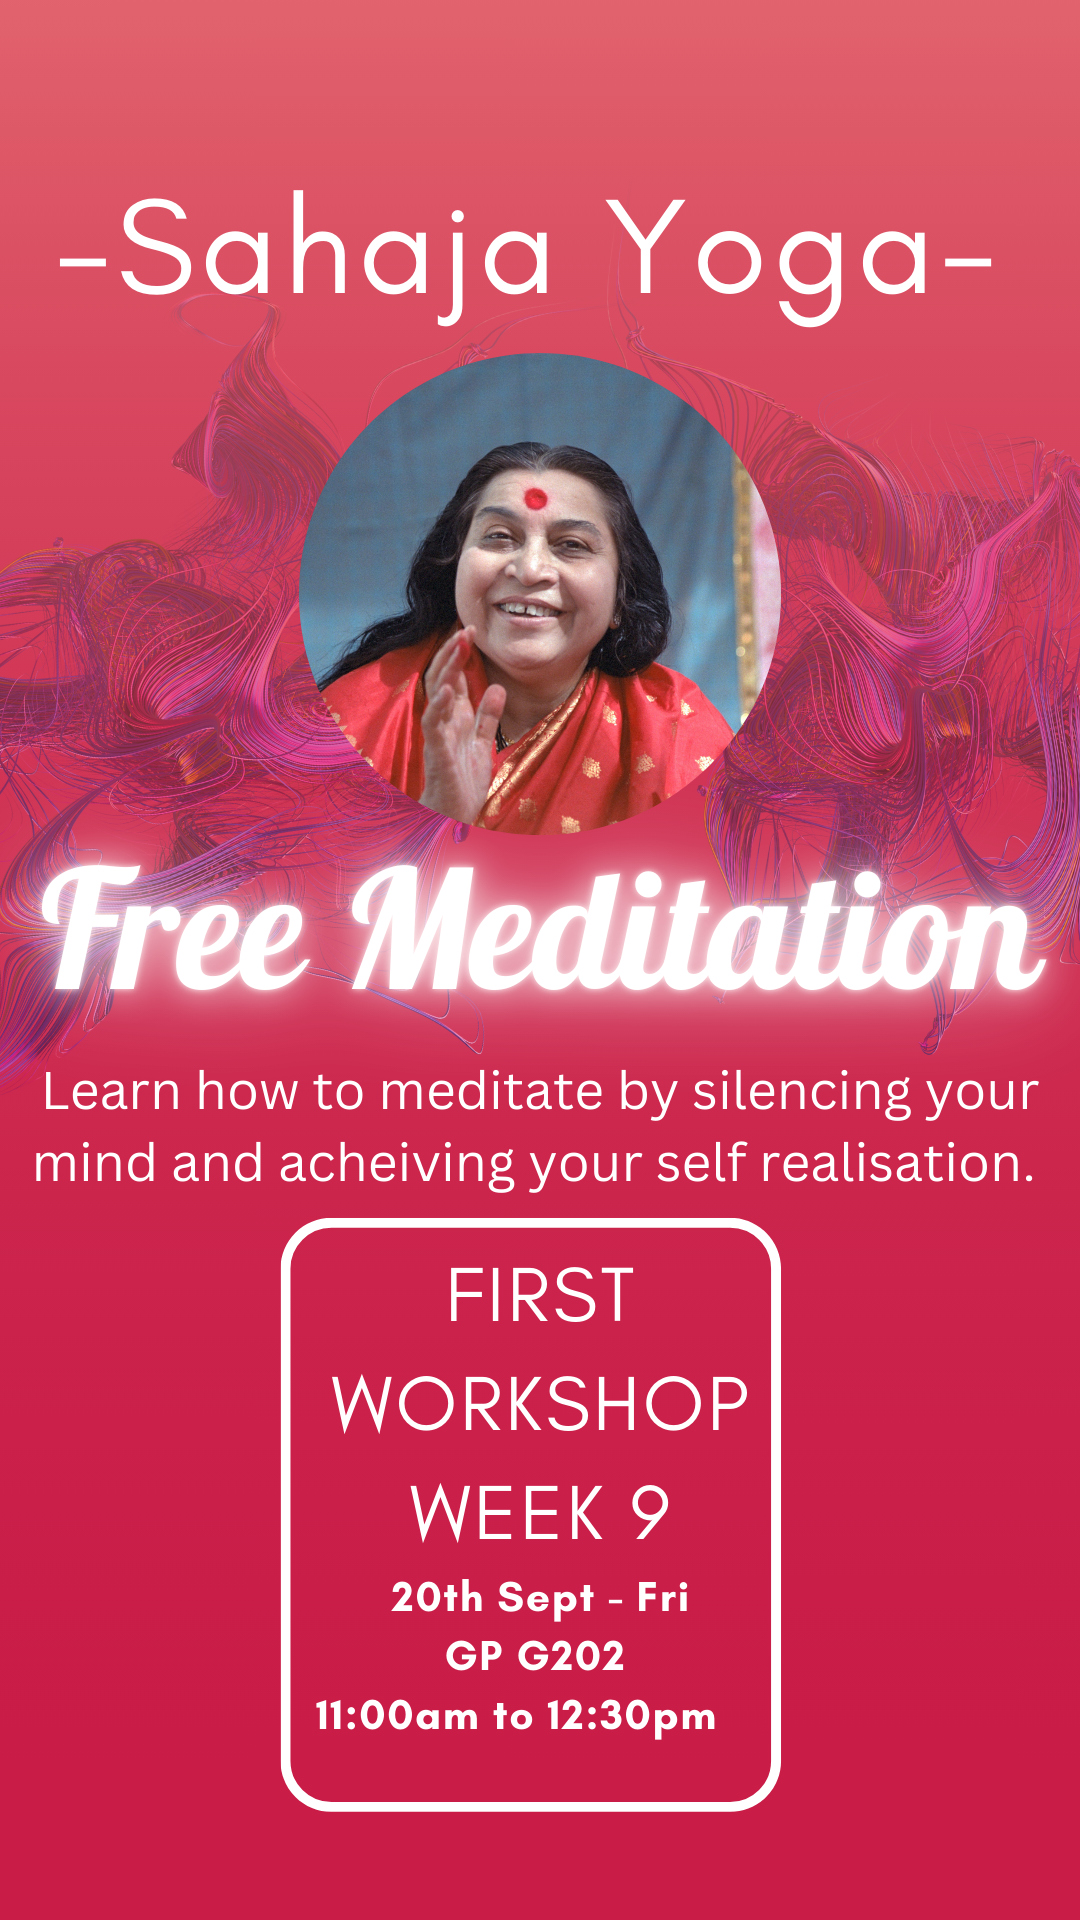 -Sahaja Yoga-
Free Meditation
Learn how to meditate by silencing your
mind and acheiving your self realisation.
FIRST
WORKSHOP
WEEK 9
20th Sept - Fri
GP G202
11:00am to 12:30pm